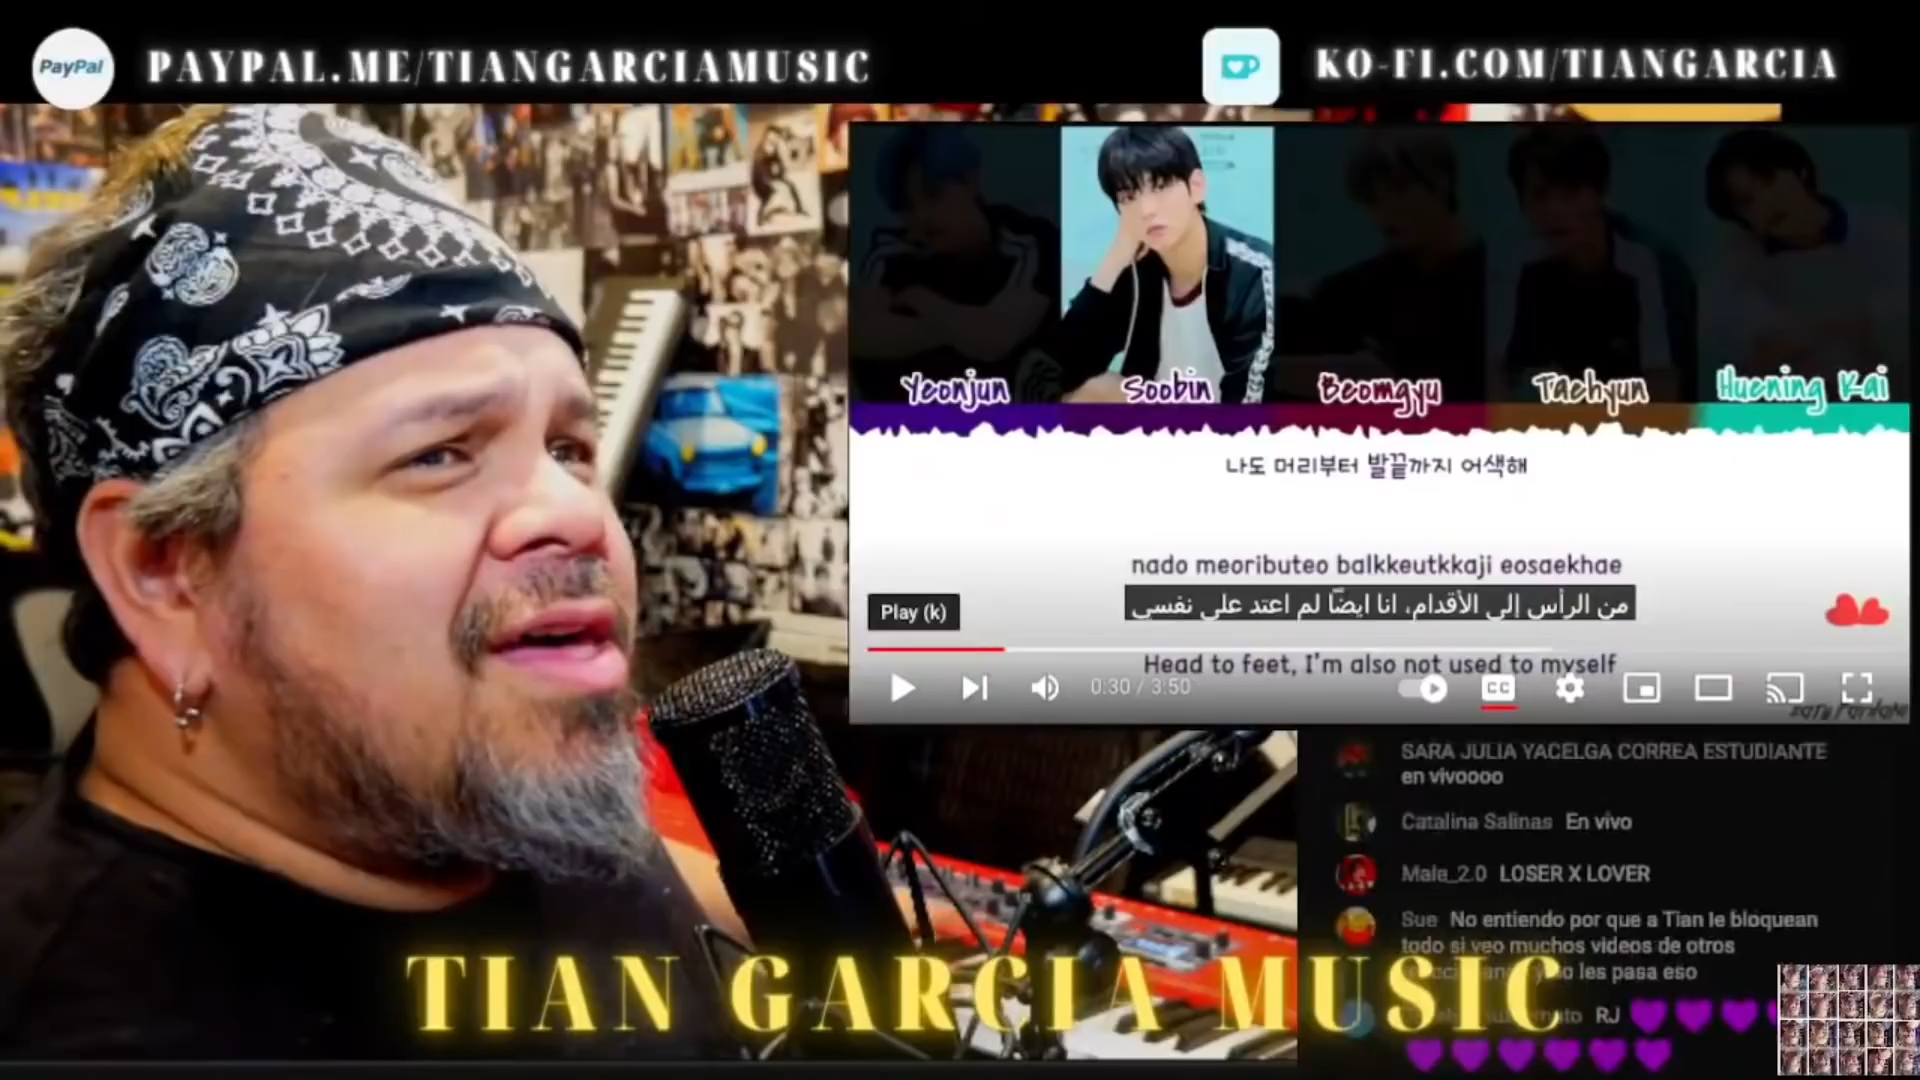 PayPal
PAYPAL.ME/TIANGARCIAMUSIC
KO-FI.COM/TIANGARCIA
Yeonjun
Soobin
Beomgyu
Taehyun
Huening Kai
나도 머리부터 발끝까지 어색해
nado meoributeo balkkeutkkaji eosaekhae
Play (k)
من الرأس إلى الأقدام، انا ايضًا لم اعتد على نفسي
Head to feet, I'm also not used to myself
0:30 / 3:50
CC
SARA JULIA YACELGA CORREA ESTUDIANTE
en vivoooo
Catalina Salinas En vivo
Male_2.0 LOSER X LOVER
Sue No entiendo por que a Tian le bloquean
todo si veo muchos videos de otros
no les pasa eso
TIAN GARCIA MUSIC
RJ